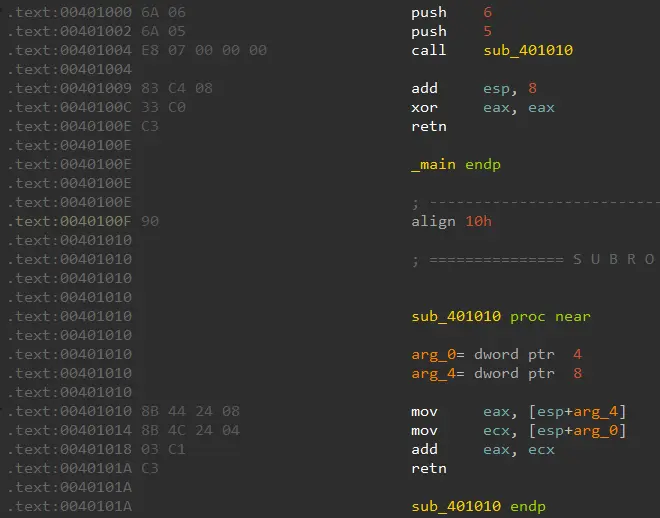 .text:00401000 6A 06 push 6
.text:00401002 6A 05 push 5
.text:00401004 E8 07 00 00 00 call sub_401010
.text:00401004
.text:00401009 83 C4 08 add esp, 8
.text:0040100C 33 C0 xor eax, eax
.text:0040100E C3 retn
.text:0040100E
.text:0040100E _main endp
.text:0040100E
.text:0040100E ; --------------------------
.text:0040100F 90 align 10h
.text:00401010
.text:00401010 ; =============== S U B R O
.text:00401010
.text:00401010
.text:00401010 sub_401010 proc near
.text:00401010
.text:00401010 arg_0= dword ptr 4
.text:00401010 arg_4= dword ptr 8
.text:00401010
.text:00401010 8B 44 24 08 mov eax, [esp+arg_4]
.text:00401014 8B 4C 24 04 mov ecx, [esp+arg_0]
.text:00401018 03 C1 add eax, ecx
.text:0040101A C3 retn
.text:0040101A
.text:0040101A sub_401010 endp